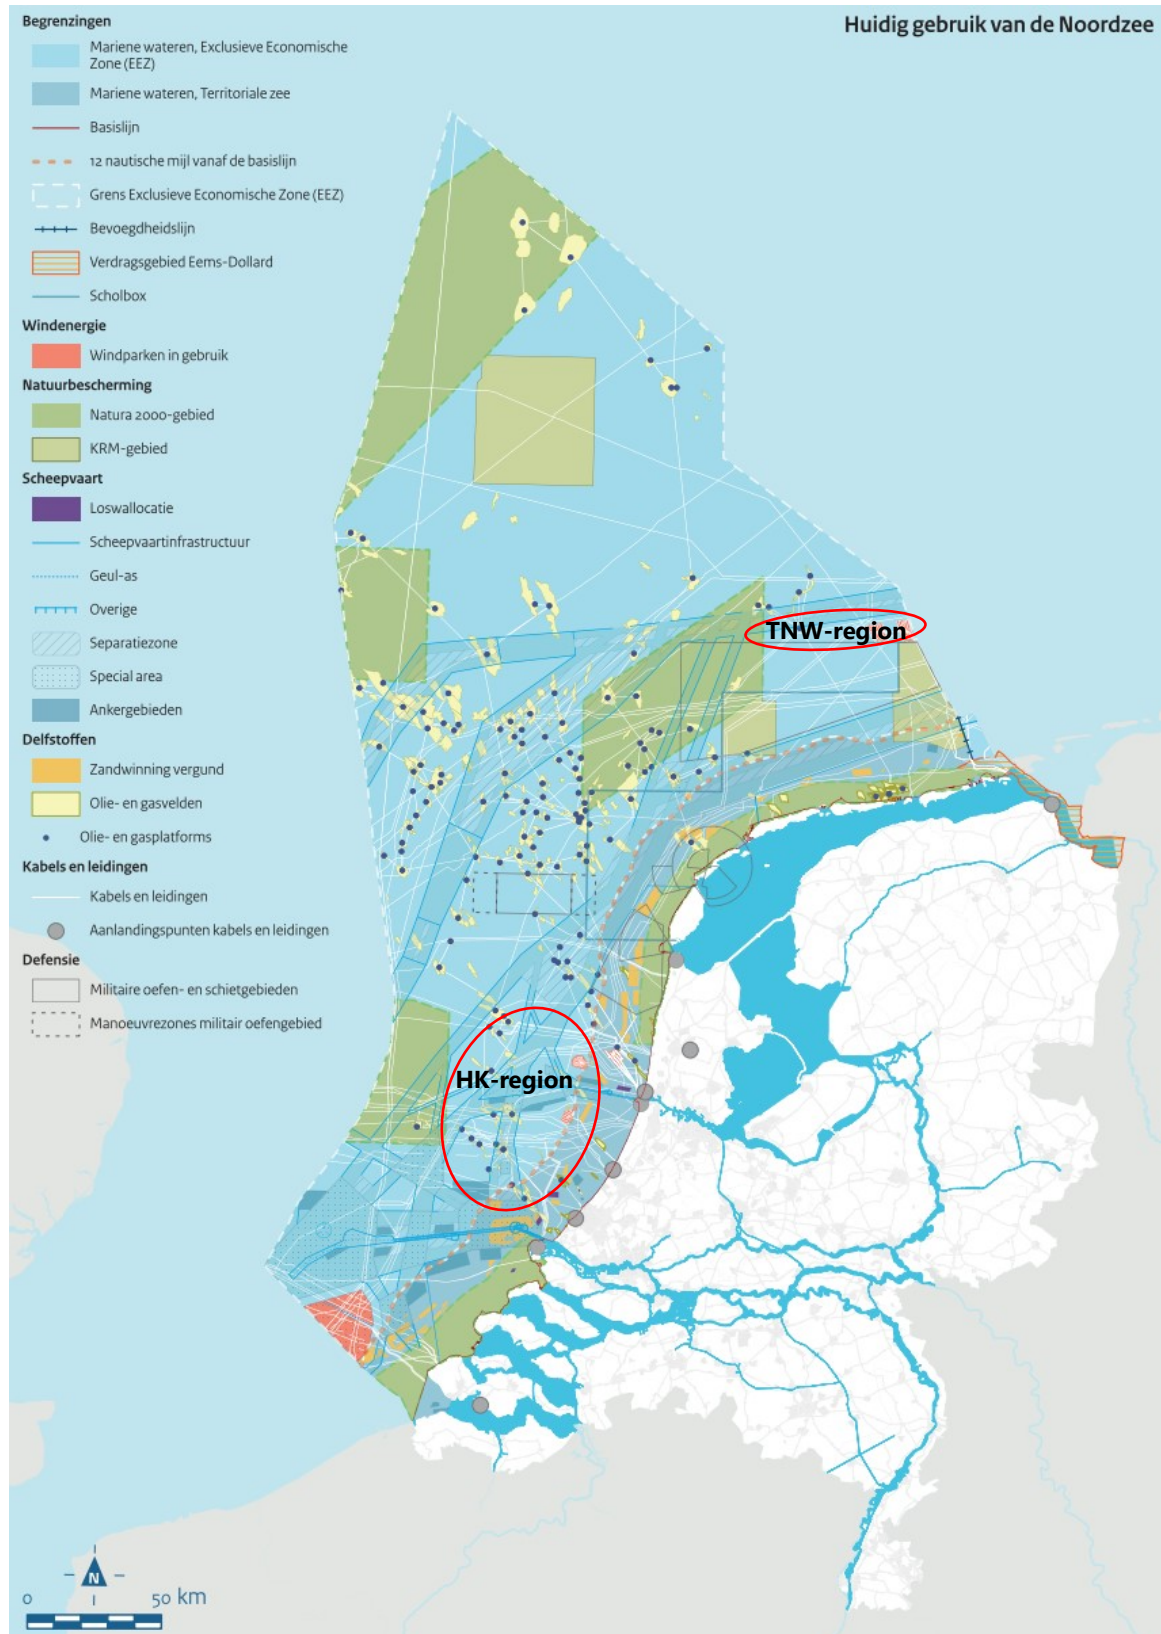 Huidig gebruik van de Noordzee
Begrenzingen
Mariene wateren, Exclusieve Economische
Zone (EEZ)
Mariene wateren, Territoriale zee
Basislijn
12 nautische mijl vanaf de basislijn
Grens Exclusieve Economische Zone (EEZ)
Bevoegdheidslijn
Verdragsgebied Eems-Dollard
Scholbox
Windenergie
Windparken in gebruik
Natuurbescherming
Natura 2000-gebied
KRM-gebied
Scheepvaart
Loswallocatie
Scheepvaartinfrastructuur
Geul-as
Overige
Separatiezone
Special area
Ankergebieden
Delfstoffen
Zandwinning vergund
Olie- en gasvelden
Olie- en gasplatforms
Kabels en leidingen
Kabels en leidingen
Aanlandingspunten kabels en leidingen
Defensie
Militaire oefen- en schietgebieden
Manoeuvrezones militair oefengebied
TNW-region
HK-region
N
0 50 km